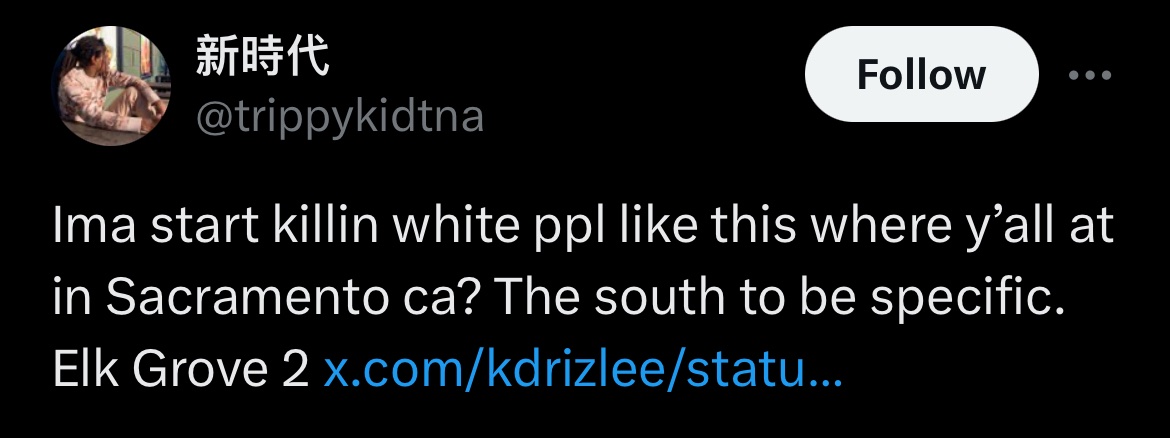 新時代
@trippykidtna
Follow
Ima start killin white ppl like this where y’all at
in Sacramento ca? The south to be specific.
Elk Grove 2 x.com/kdrizlee/statu...